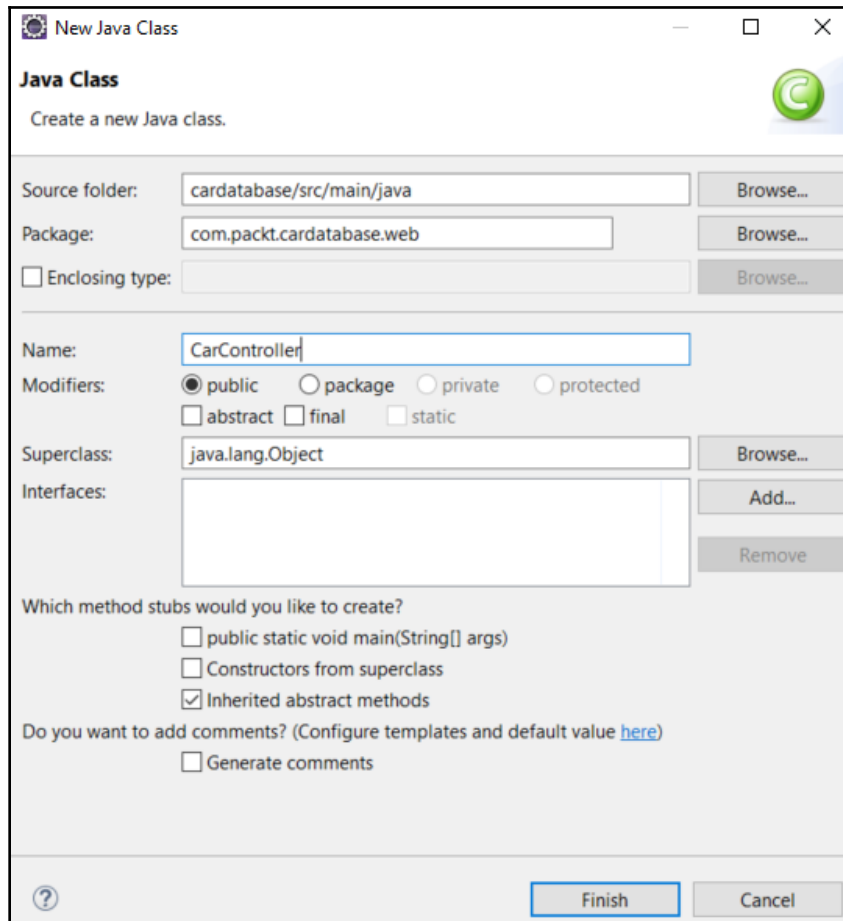 New Java Class
Java Class
Create a new Java class.
Source folder: cardatabase/src/main/java Browse...
Package: com.packt.cardatabase.web Browse...
Enclosing type: Browse...
Name: CarController
Modifiers: public package private protected
abstract final static
Superclass: java.lang.Object Browse...
Interfaces: Add...
Remove
Which method stubs would you like to create?
public static void main(String[] args)
Constructors from superclass
Inherited abstract methods
Do you want to add comments? (Configure templates and default value here)
Generate comments
Finish Cancel